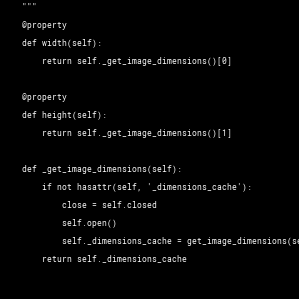 """
@property
def width(self):
return self._get_image_dimensions()[0]
@property
def height(self):
return self._get_image_dimensions()[1]
def _get_image_dimensions(self):
if not hasattr(self, '_dimensions_cache'):
close = self.closed
self.open()
self._dimensions_cache = get_image_dimensions(se
return self._dimensions_cache